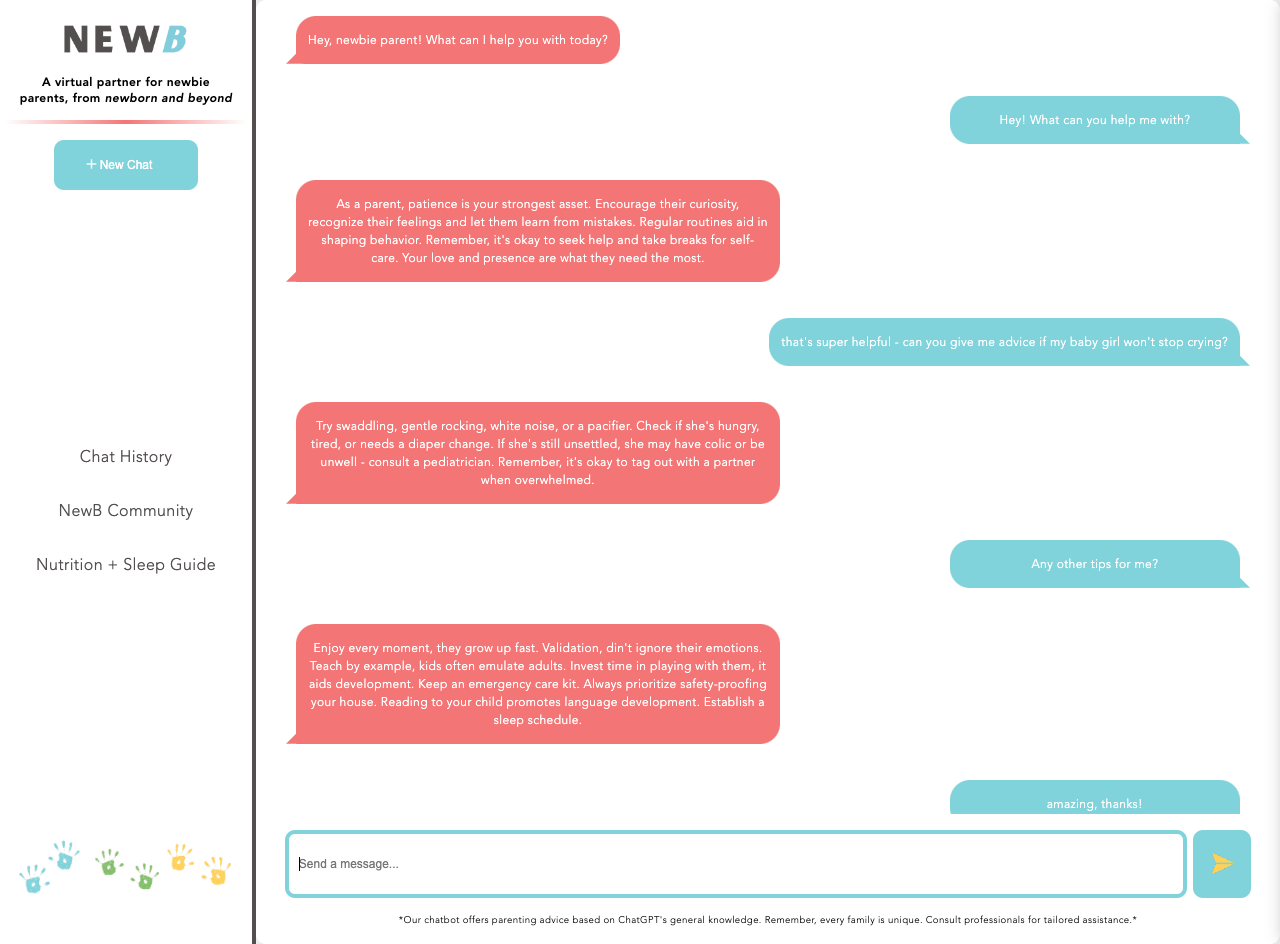 NEWB
A virtual partner for newbie
parents, from newborn and beyond
+ New Chat
Chat History
NewB Community
Nutrition + Sleep Guide
Hey, newbie parent! What can I help you with today?
Hey! What can you help me with?
As a parent, patience is your strongest asset. Encourage their curiosity,
recognize their feelings and let them learn from mistakes. Regular routines aid in
shaping behavior. Remember, it's okay to seek help and take breaks for self-
care. Your love and presence are what they need the most.
that's super helpful - can you give me advice if my baby girl won't stop crying?
Try swaddling, gentle rocking, white noise, or a pacifier. Check if she's hungry,
tired, or needs a diaper change. If she's still unsettled, she may have colic or be
unwell - consult a pediatrician. Remember, it's okay to tag out with a partner
when overwhelmed.
Any other tips for me?
Enjoy every moment, they grow up fast. Validation, din't ignore their emotions.
Teach by example, kids often emulate adults. Invest time in playing with them, it
aids development. Keep an emergency care kit. Always prioritize safety-proofing
your house. Reading to your child promotes language development. Establish a
sleep schedule.
amazing, thanks!
Send a message...
*Our chatbot offers parenting advice based on ChatGPT's general knowledge. Remember, every family is unique. Consult professionals for tailored assistance.*